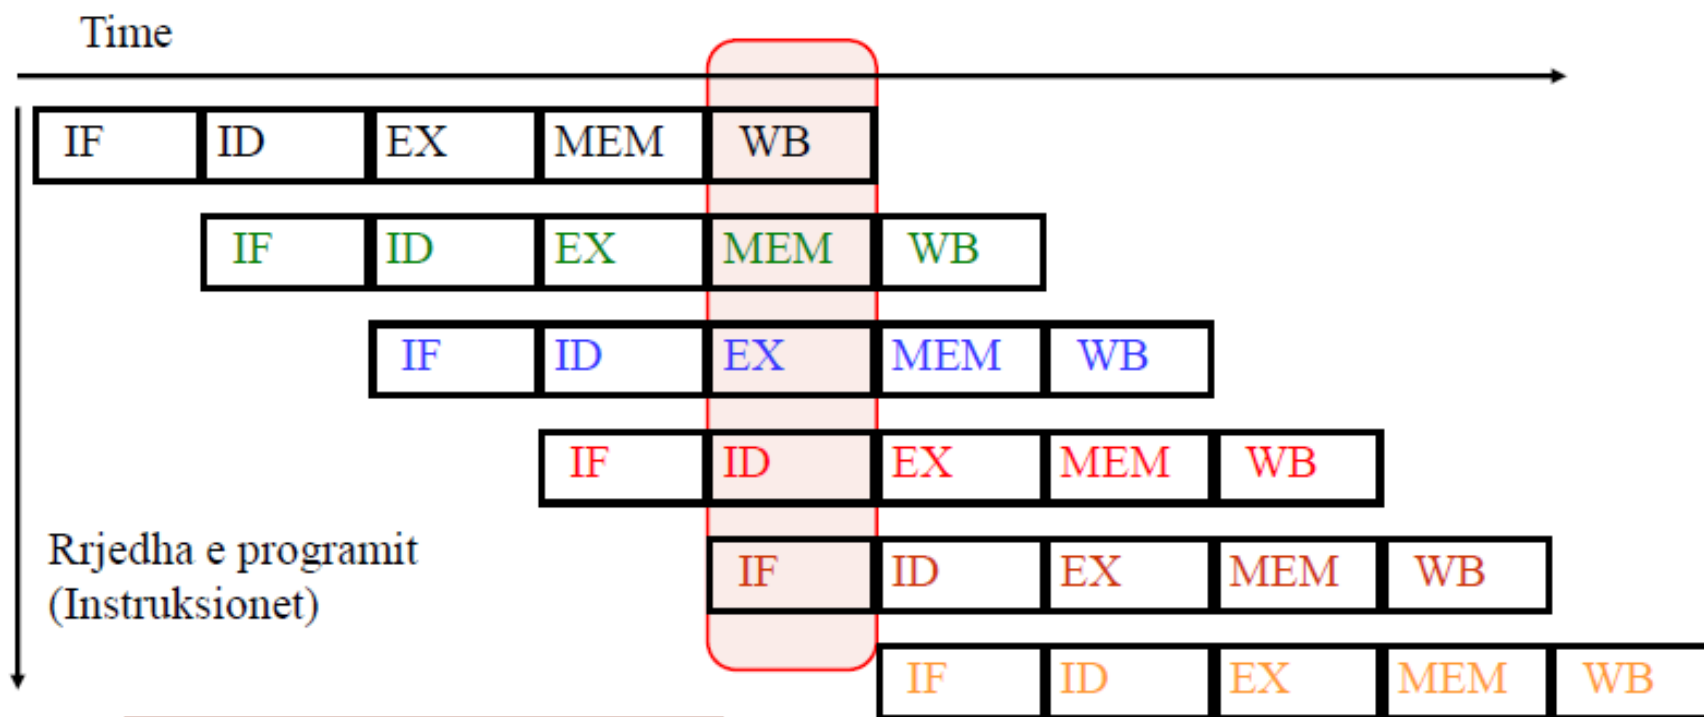 Time
IF ID EX MEM WB
IF ID EX MEM WB
IF ID EX MEM WB
IF ID EX MEM WB
Rrjedha e programit
(Instruksionet)
IF ID EX MEM WB
IF ID EX MEM WB